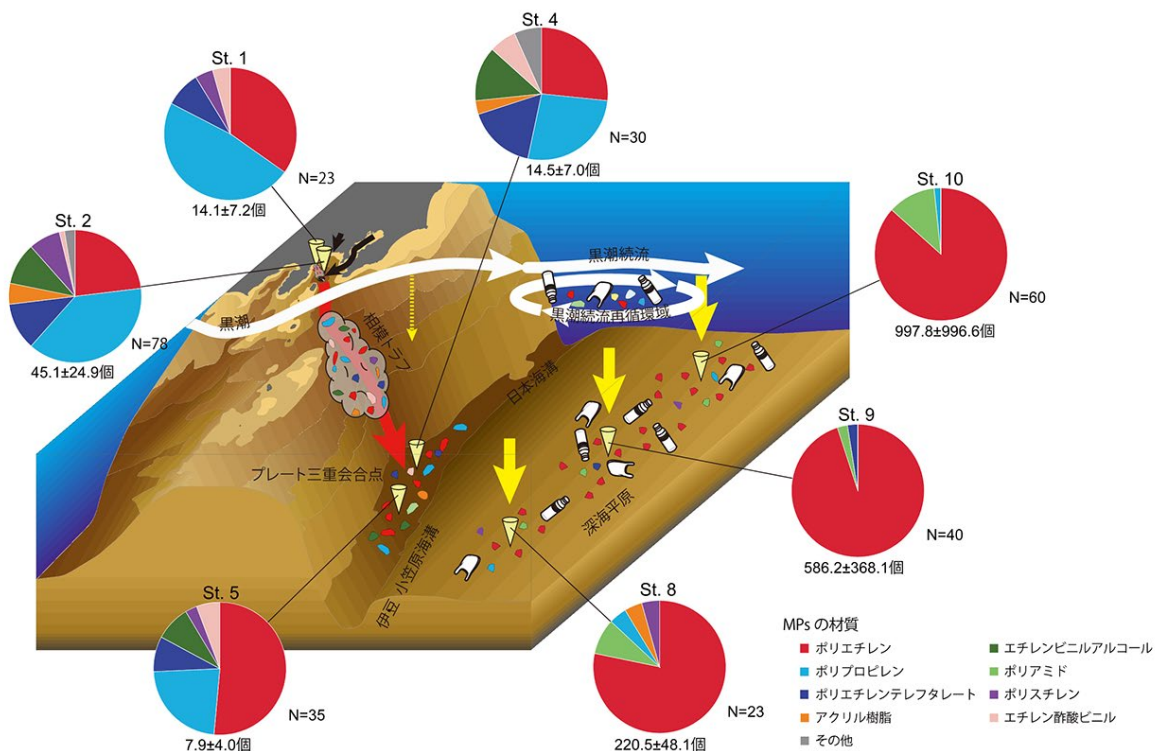 St. 4
N=30
14.5±7.0個
St. 1
N=23
14.1±7.2個
St. 10
N=60
997.8±996.6個
St. 2
N=78
45.1±24.9個
黒潮続流
黒潮続流再循環域
黒潮
相模トラフ
日本海溝
St. 9
N=40
586.2±368.1個
プレート三重会合点
深海平原
伊豆 小笠原海溝
St. 5
N=35
7.9±4.0個
St. 8
N=23
220.5±48.1個
MPs の材質
ポリエチレン
ポリプロピレン
ポリエチレンテレフタレート
アクリル樹脂
その他
エチレンビニルアルコール
ポリアミド
ポリスチレン
エチレン酢酸ビニル